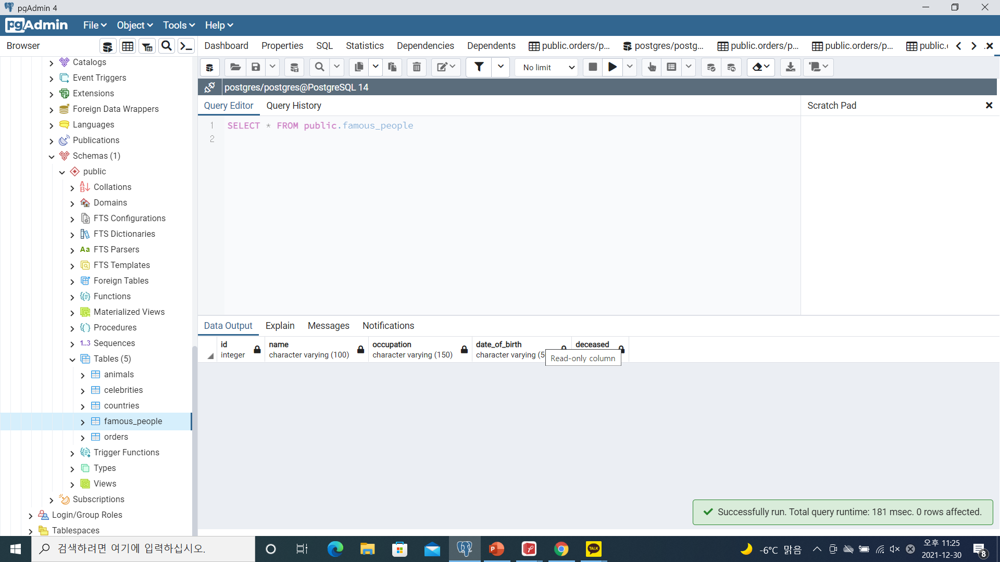 pgAdmin 4
pgAdmin File Object Tools Help
Browser
Dashboard Properties SQL Statistics Dependencies Dependents public.orders/p... postgres/postg... public.orders/p... public.orders/p... public.
No limit
postgres/postgres@PostgreSQL 14
Query Editor Query History
Scratch Pad
1 SELECT * FROM public.famous_people
2
Catalogs
Event Triggers
Extensions
Foreign Data Wrappers
Languages
Publications
Schemas (1)
public
Collations
Domains
FTS Configurations
FTS Dictionaries
Aa FTS Parsers
FTS Templates
Foreign Tables
Functions
Materialized Views
Procedures
1..3 Sequences
Tables (5)
animals
celebrities
countries
famous_people
orders
Trigger Functions
Types
Views
Subscriptions
Login/Group Roles
Tablespaces
Data Output Explain Messages Notifications
id
integer
name
character varying (100)
occupation
character varying (150)
date_of_birth
character varying (5
deceased
Read-only column
Successfully run. Total query runtime: 181 msec. 0 rows affected.
검색하려면 여기에 입력하십시오.
TALK
-6°C 맑음
오후 11:25
2021-12-30
8